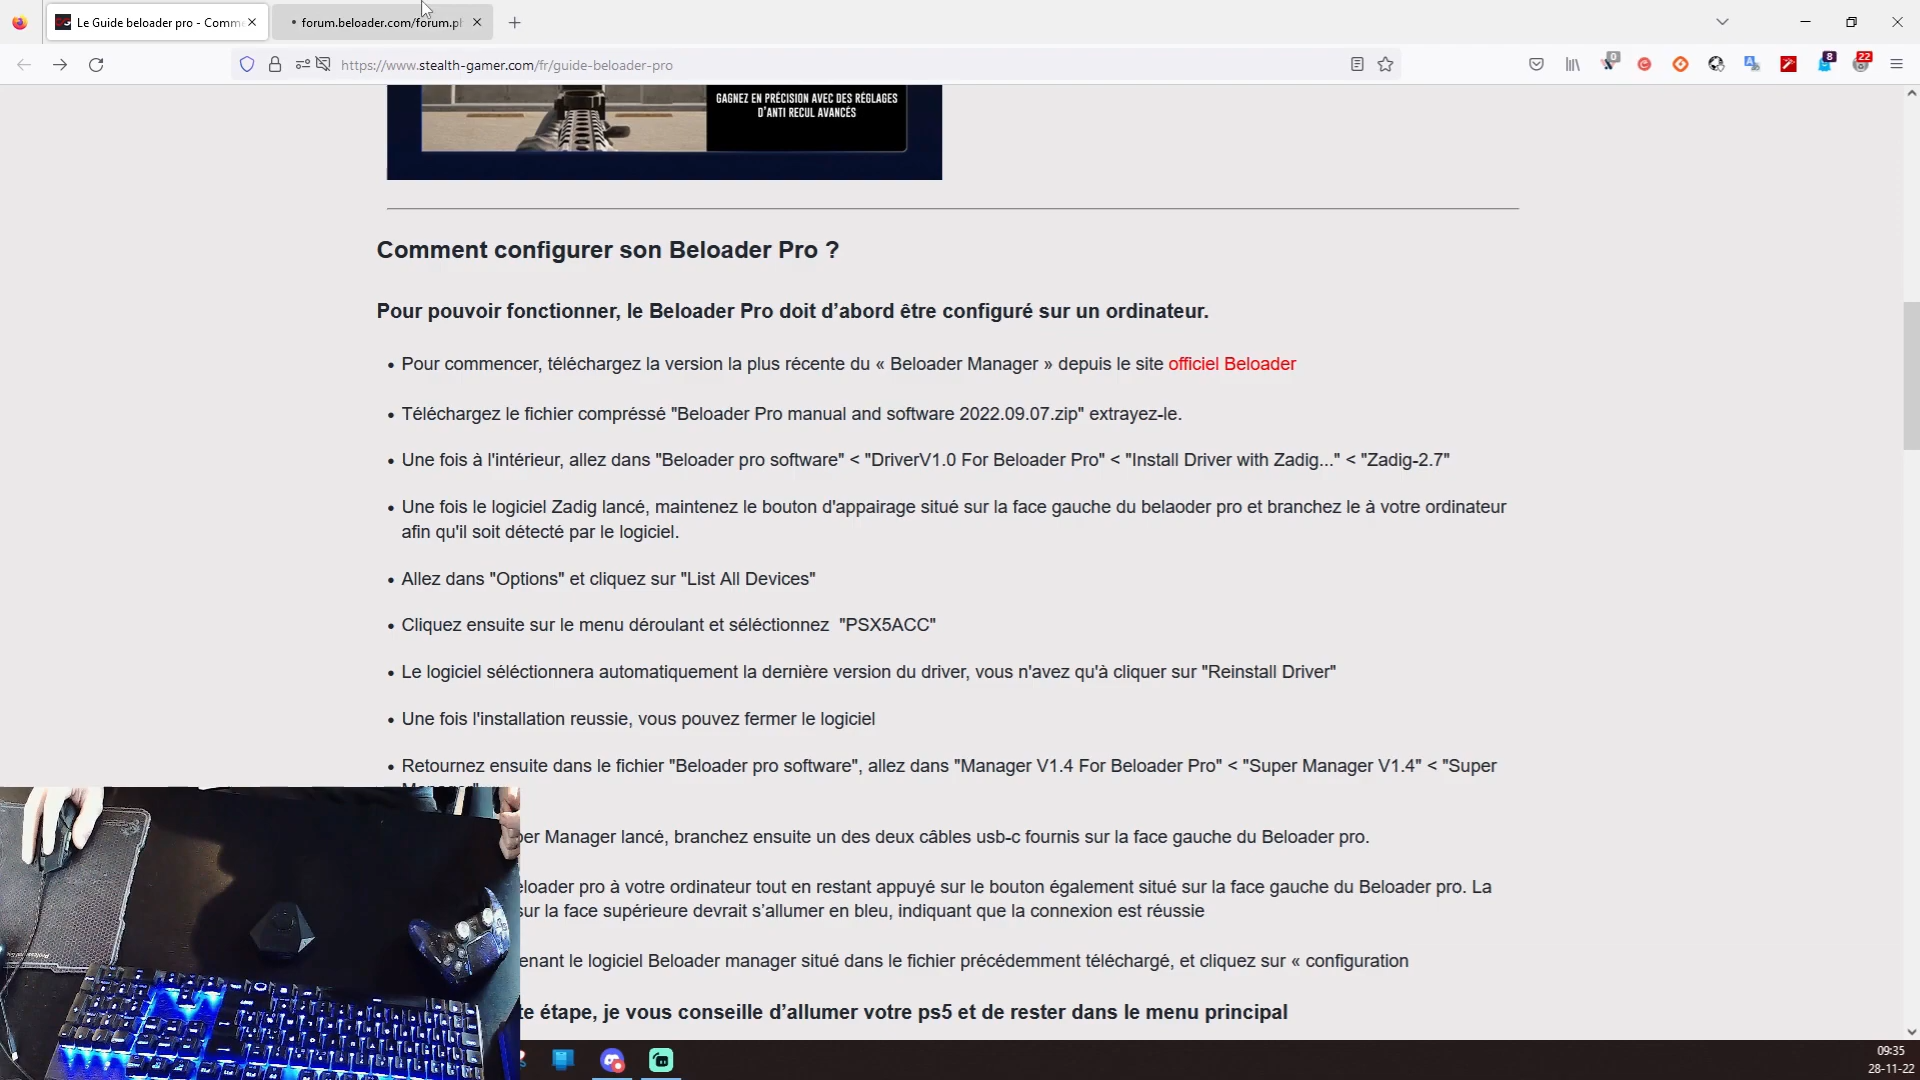 Le Guide beloader pro - Comme
forum.beloader.com/forum.p
https://www.stealth-gamer.com/fr/guide-beloader-pro
0
8
22
GAGNEZ EN PRÉCISION AVEC DES RÉGLAGES
D'ANTI RECUL AVANCÉS
Comment configurer son Beloader Pro ?
Pour pouvoir fonctionner, le Beloader Pro doit d’abord être configuré sur un ordinateur.
Pour commencer, téléchargez la version la plus récente du « Beloader Manager » depuis le site officiel Beloader
Téléchargez le fichier compréssé "Beloader Pro manual and software 2022.09.07.zip" extrayez-le.
Une fois à l'intérieur, allez dans "Beloader pro software" < "DriverV1.0 For Beloader Pro" < "Install Driver with Zadig..." < "Zadig-2.7"
Une fois le logiciel Zadig lancé, maintenez le bouton d'appairage situé sur la face gauche du belaoder pro et branchez le à votre ordinateur
afin qu'il soit détecté par le logiciel.
Allez dans "Options" et cliquez sur "List All Devices"
Cliquez ensuite sur le menu déroulant et séléctionnez "PSX5ACC"
Le logiciel séléctionnera automatiquement la dernière version du driver, vous n'avez qu'à cliquer sur "Reinstall Driver"
Une fois l'installation reussie, vous pouvez fermer le logiciel
Retournez ensuite dans le fichier "Beloader pro software", allez dans "Manager V1.4 For Beloader Pro" < "Super Manager V1.4" < "Super
per Manager lancé, branchez ensuite un des deux câbles usb-c fournis sur la face gauche du Beloader pro.
eloader pro à votre ordinateur tout en restant appuyé sur le bouton également situé sur la face gauche du Beloader pro. La
sur la face supérieure devrait s’allumer en bleu, indiquant que la connexion est réussie
enant le logiciel Beloader manager situé dans le fichier précédemment téléchargé, et cliquez sur « configuration
te étape, je vous conseille d’allumer votre ps5 et de rester dans le menu principal
09:35
28-11-22